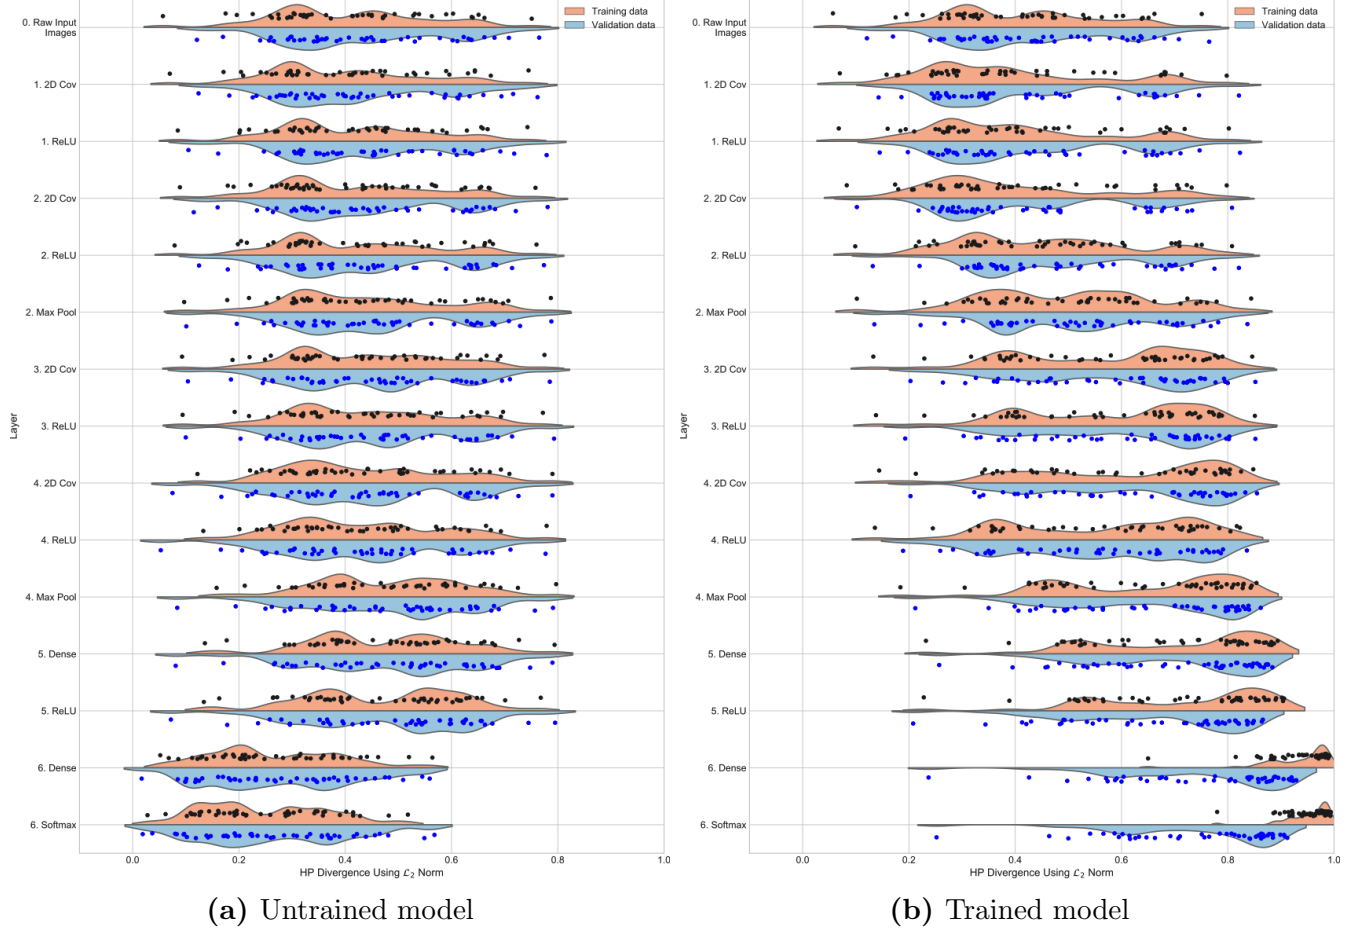 Training data
Validation data
0. Raw Input
Images
1. 2D Cov
1. ReLU
2. 2D Cov
2. ReLU
2. Max Pool
3. 2D Cov
3. ReLU
4. 2D Cov
4. ReLU
4. Max Pool
5. Dense
5. ReLU
6. Dense
6. Softmax
Layer
0.0 0.2 0.4 0.6 0.8 1.0
HP Divergence Using ℒ₂ Norm
(a) Untrained model
Training data
Validation data
0. Raw Input
Images
1. 2D Cov
1. ReLU
2. 2D Cov
2. ReLU
2. Max Pool
3. 2D Cov
3. ReLU
4. 2D Cov
4. ReLU
4. Max Pool
5. Dense
5. ReLU
6. Dense
6. Softmax
Layer
0.0 0.2 0.4 0.6 0.8 1.0
HP Divergence Using ℒ₂ Norm
(b) Trained model